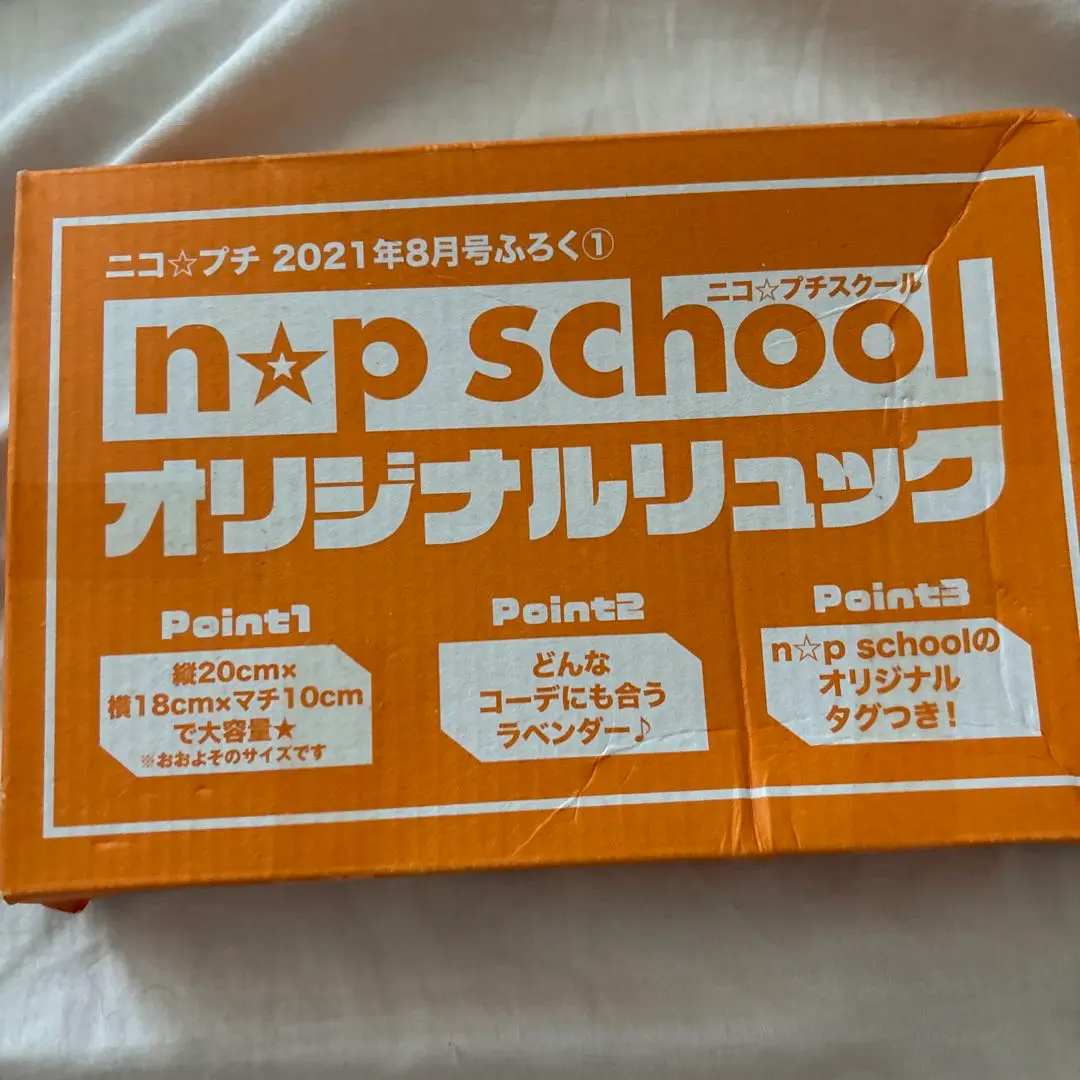 ニコ☆プチ 2021年8月号ふろく①
ニコ☆プチスクール
n☆p school
オリジナルリュック
Point1
縦20cm×
横18cm×マチ10cm
で大容量★
※おおよそのサイズです
Point2
どんな
コーデにも合う
ラベンダー♪
Point3
n☆p schoolの
オリジナル
タグつき!